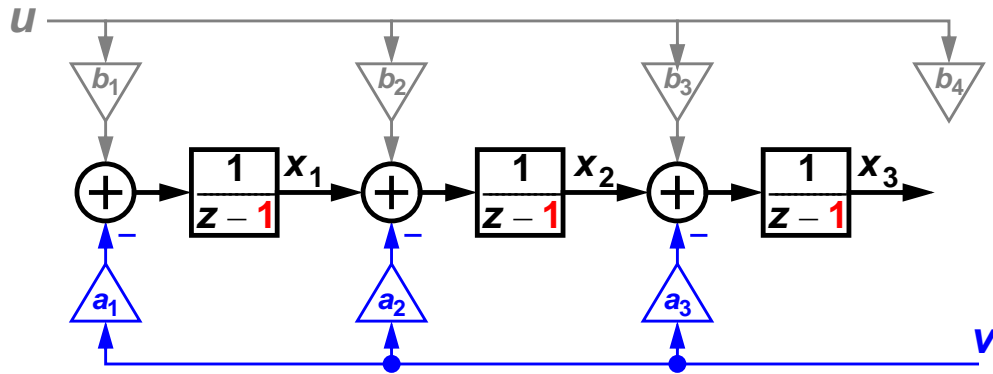 u
b1 b2 b3 b4
+ 1 x1 + 1 x2 + 1 x3
z – 1 z – 1 z – 1
– – –
a1 a2 a3
v